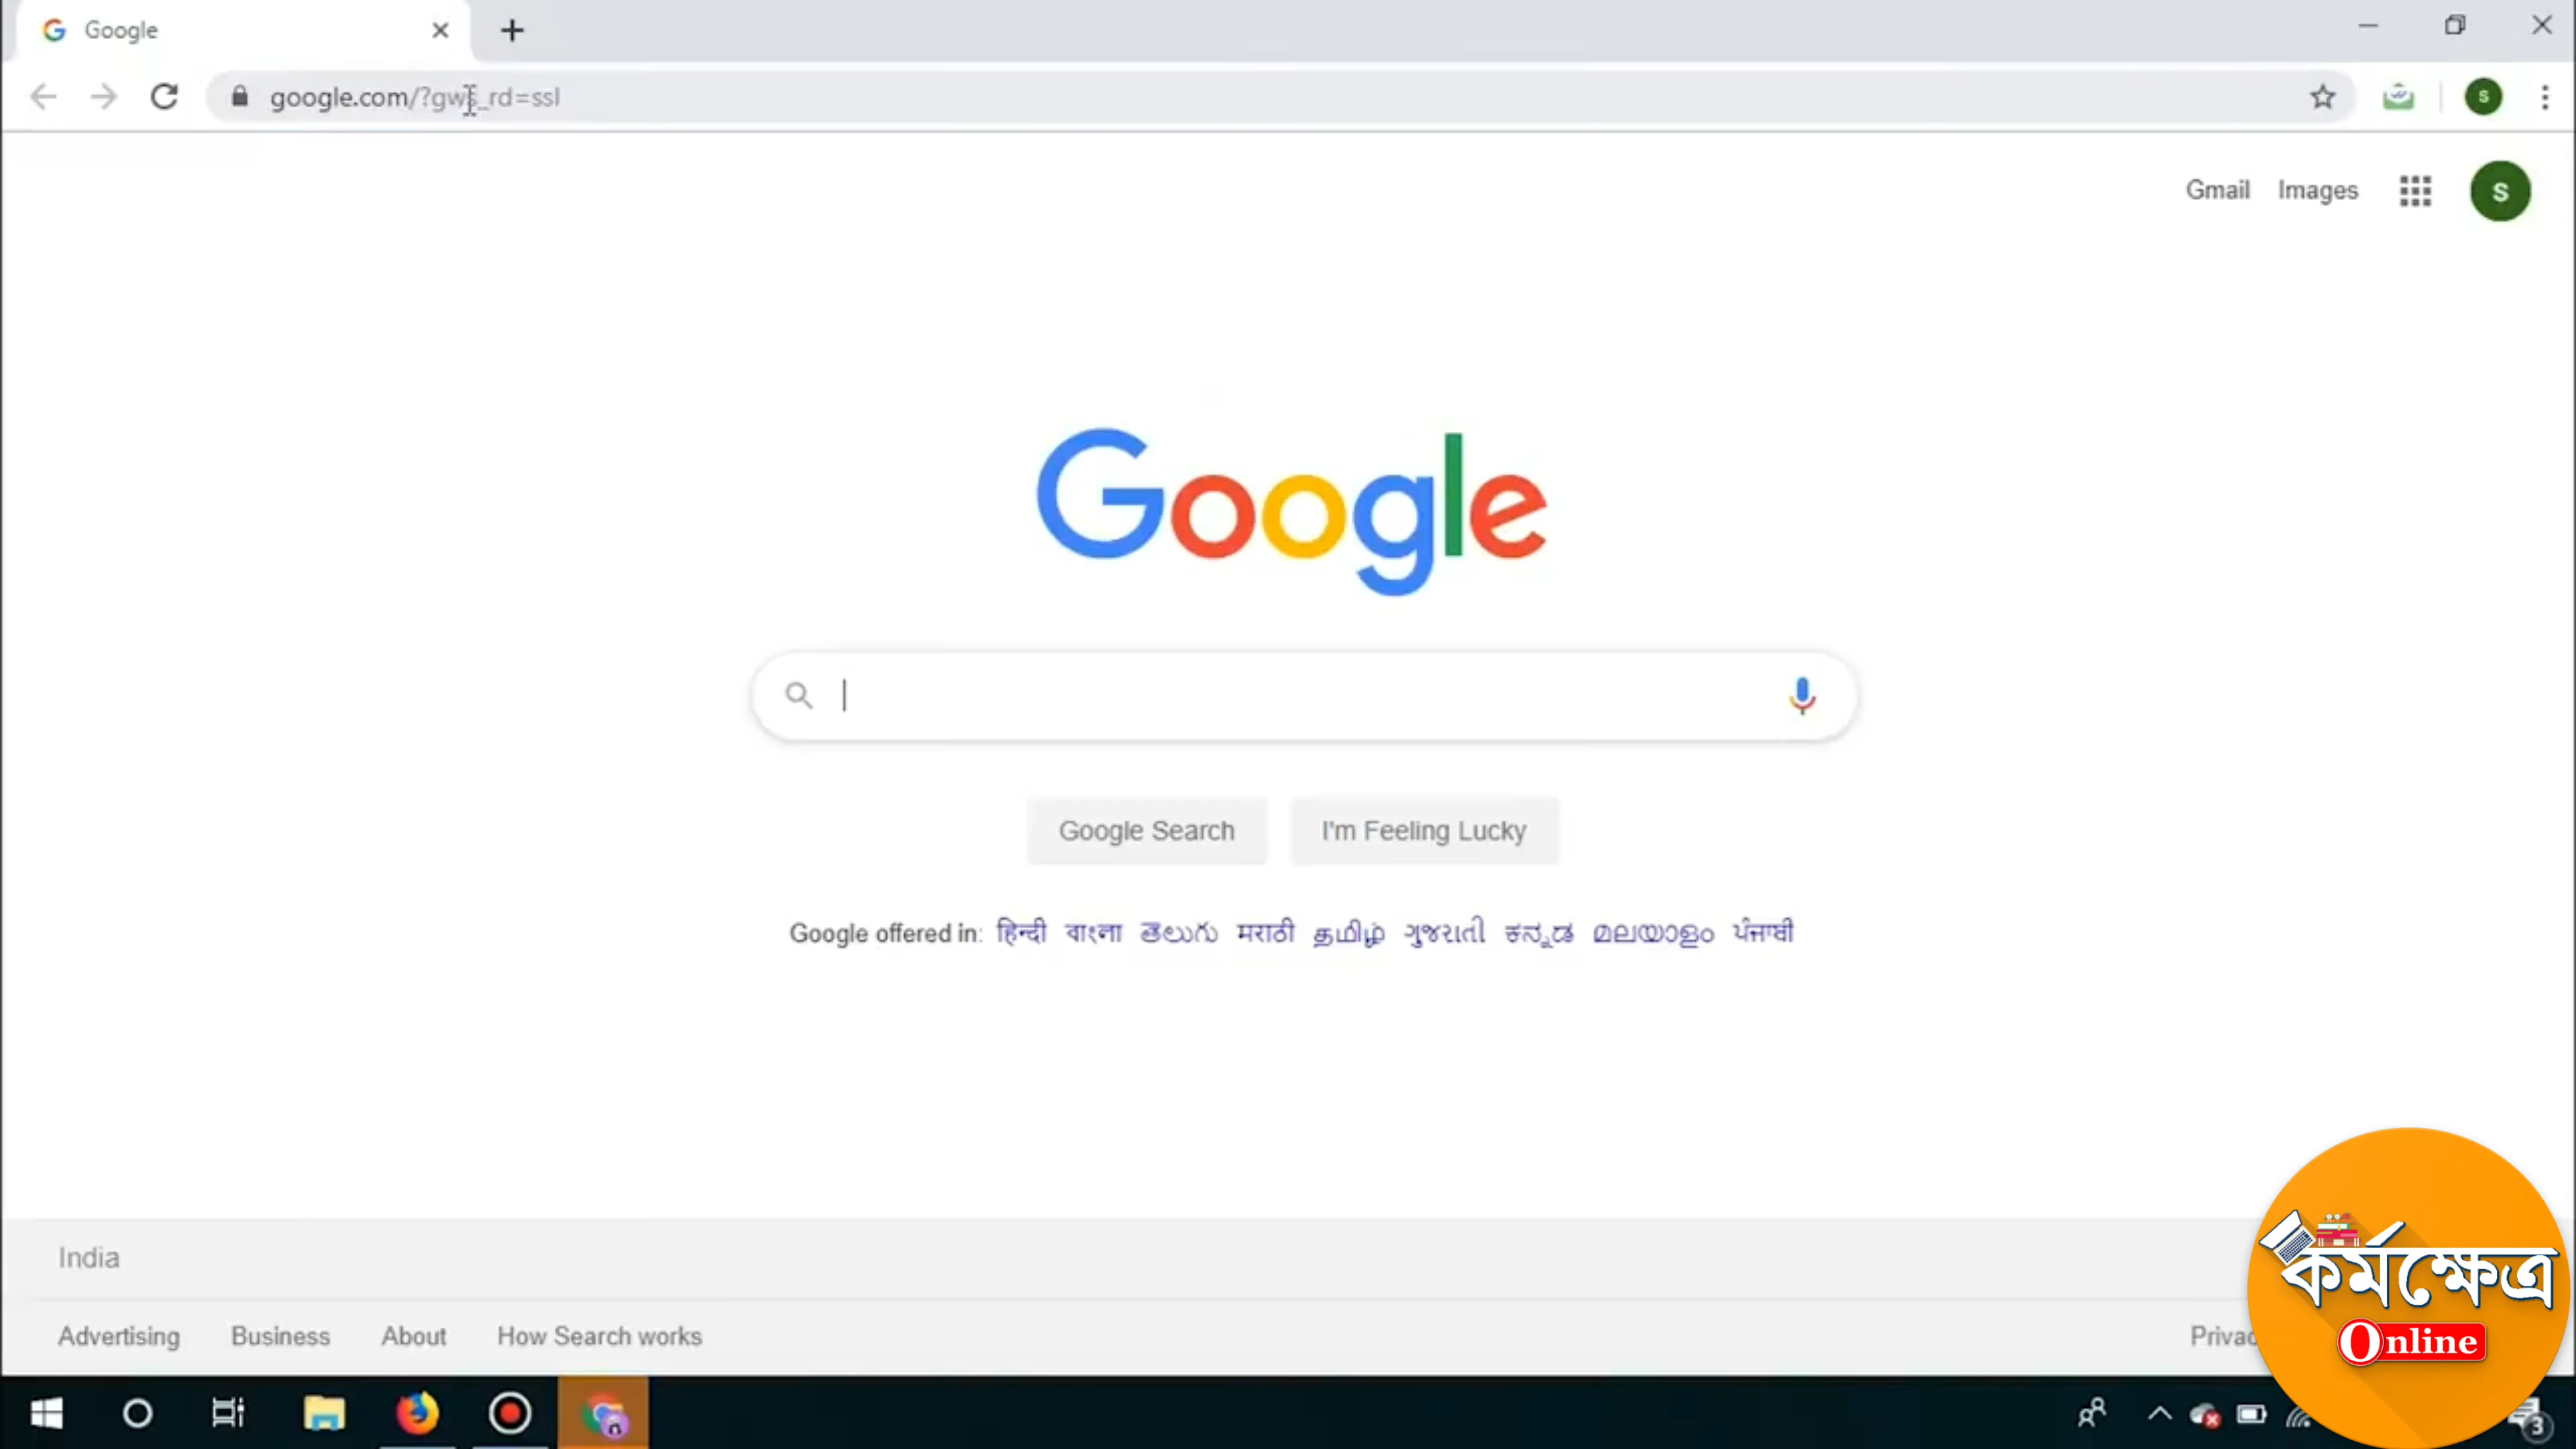 Google
google.com/?gws_rd=ssl
S
Gmail Images S
Google
Google Search I'm Feeling Lucky
Google offered in: हिन्दी বাংলা తెలుగు मराठी தமிழ் ગુજરાતી ಕನ್ನಡ മലയാളം ਪੰਜਾਬੀ
India
Advertising Business About How Search works
কর্মক্ষেত্র
Online
3